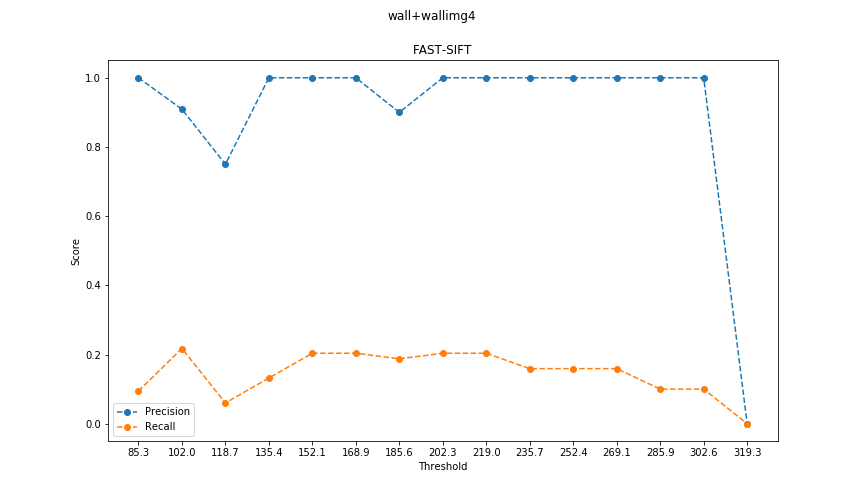 wall+wallimg4
FAST-SIFT
1.0
0.8
0.6
0.4
0.2
0.0
Score
Precision
Recall
85.3 102.0 118.7 135.4 152.1 168.9 185.6 202.3 219.0 235.7 252.4 269.1 285.9 302.6 319.3
Threshold